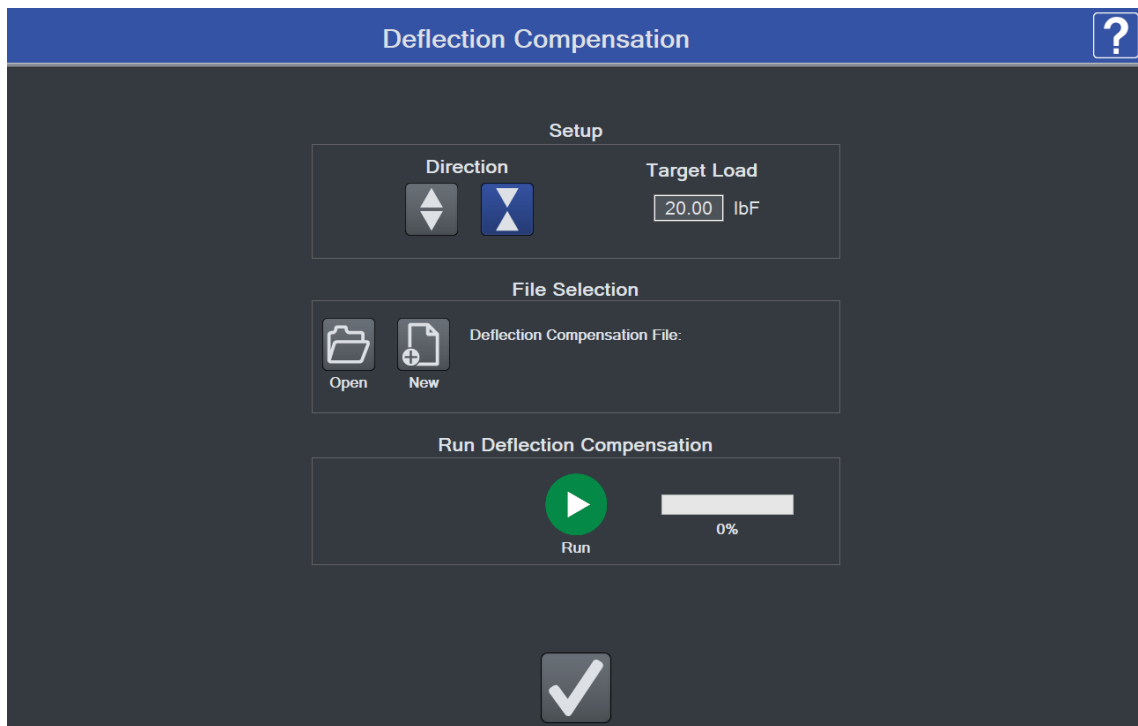 Deflection Compensation ?
Setup
Direction
Target Load
20.00 lbF
File Selection
Deflection Compensation File:
Open New
Run Deflection Compensation
0%
Run